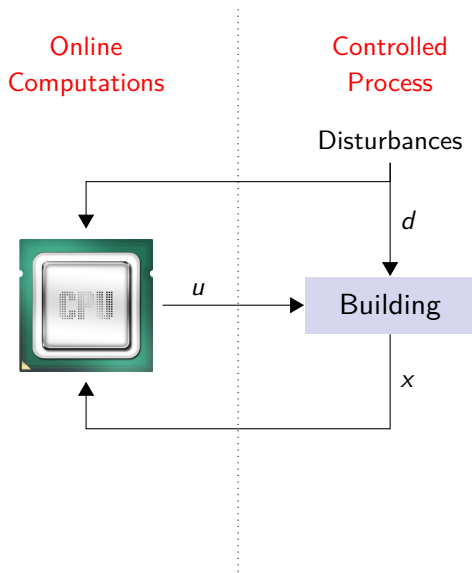 Online
Computations
Controlled
Process
Disturbances
d
CPU
u
Building
x